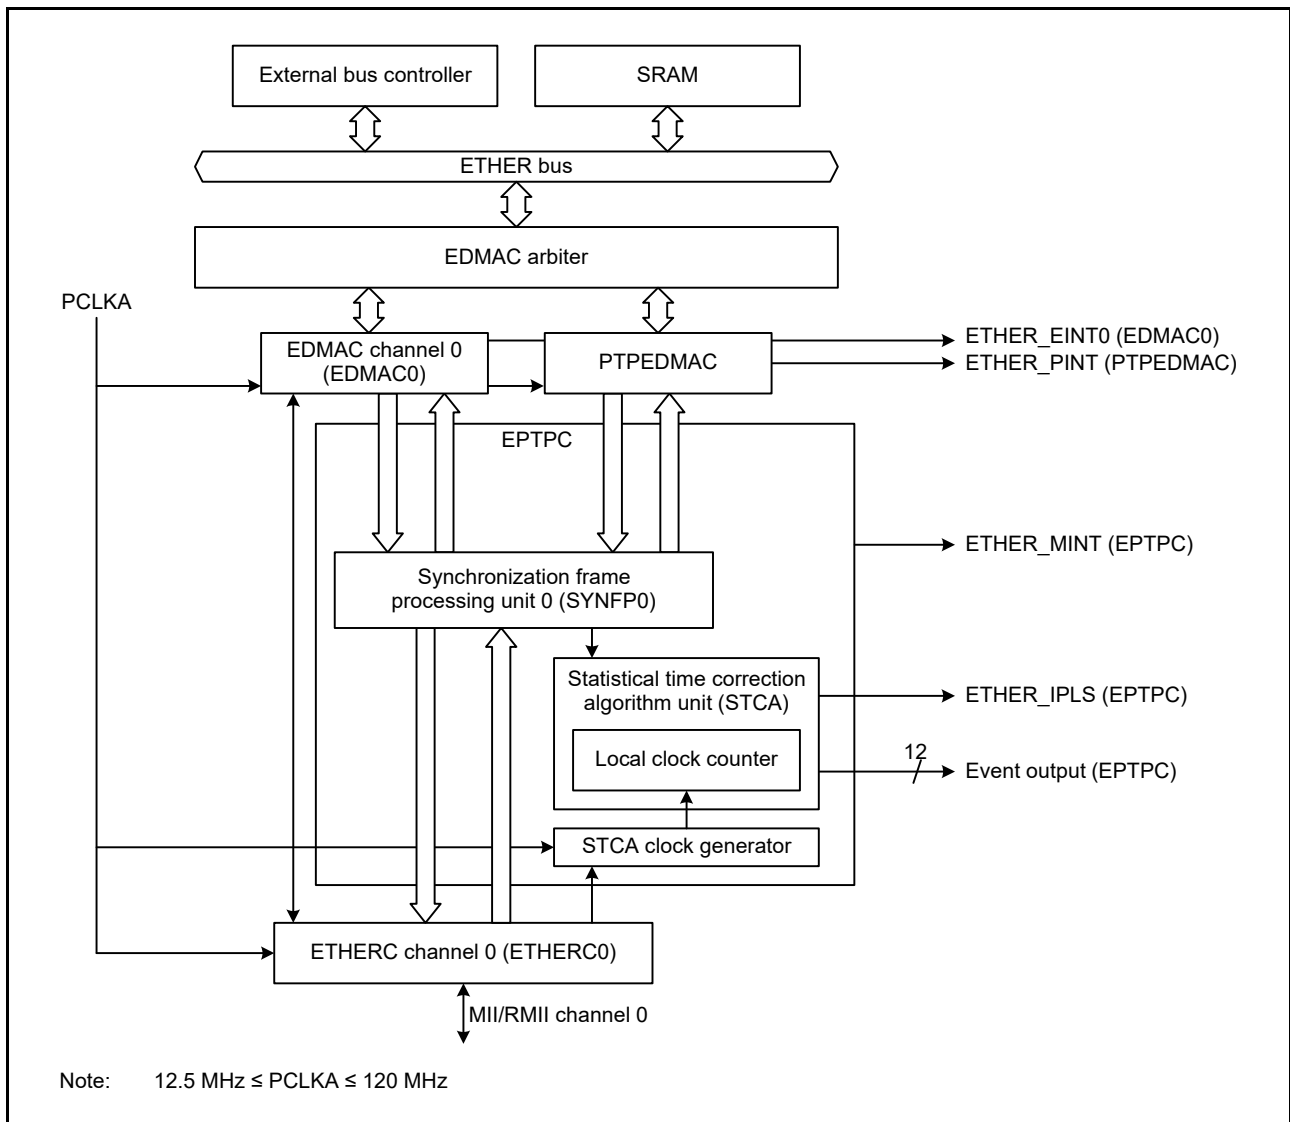 External bus controller
SRAM
ETHER bus
EDMAC arbiter
PCLKA
EDMAC channel 0
(EDMAC0)
PTPEDMAC
ETHER_EINT0 (EDMAC0)
ETHER_PINT (PTPEDMAC)
EPTPC
ETHER_MINT (EPTPC)
Synchronization frame
processing unit 0 (SYNFP0)
Statistical time correction
algorithm unit (STCA)
ETHER_IPLS (EPTPC)
Local clock counter
12
Event output (EPTPC)
STCA clock generator
ETHERC channel 0 (ETHERC0)
MII/RMII channel 0
Note: 12.5 MHz ≤ PCLKA ≤ 120 MHz